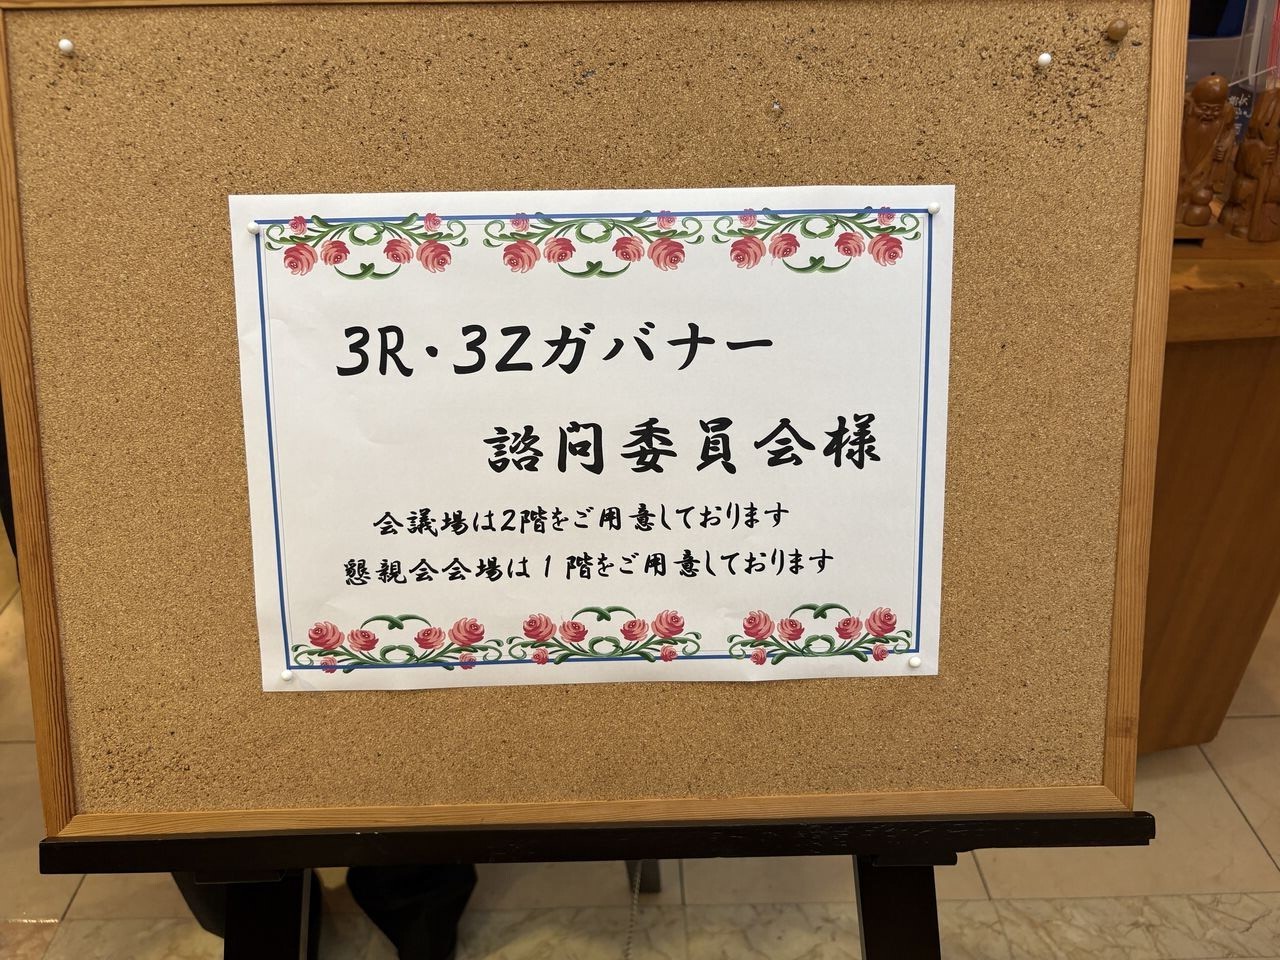 3R・3Zガバナー
諮問委員会様
会議場は2階をご用意しております
懇親会会場は1階をご用意しております